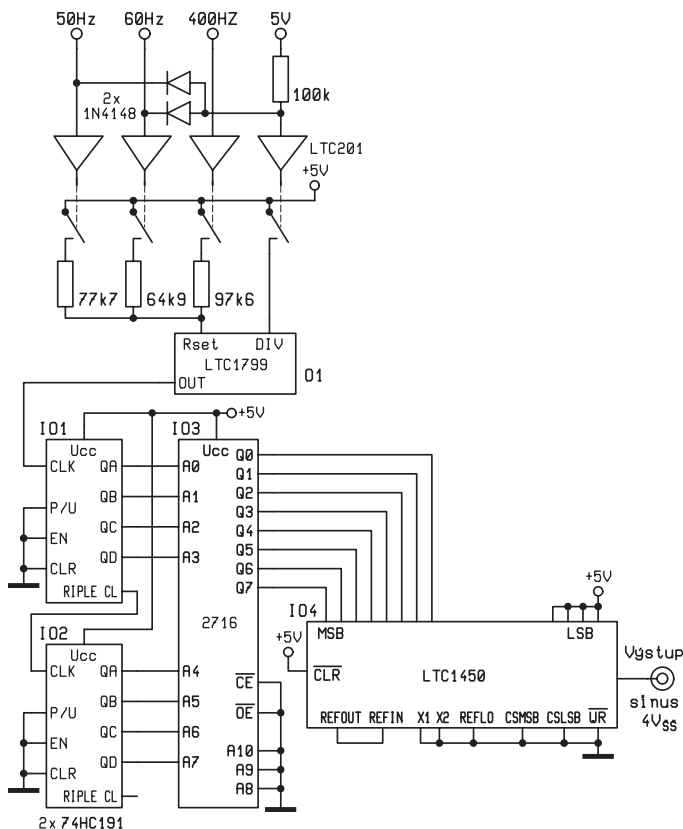 50Hz 60Hz 400HZ 5V
2x
1N4148
100k
LTC201
+5V
77k7 64k9 97k6
Rset DIV
LTC1799
OUT
O1
+5V
IO1 IO3
Ucc Ucc
CLK QA A0 Q0
QB A1 Q1
P/U Q2
EN QC A2 Q3
Q4
CLR QD A3 Q5
Q6
RIPLE CL Q7
2716
IO2
Ucc
CLK QA A4
QB A5 CE
P/U
EN QC A6 OE
CLR QD A7 A10
A9
RIPLE CL A8
2x 74HC191
IO4
+5V
MSB LSB
+5V
CLR LTC1450
REFOUT REFIN X1 X2 REFLO CSMSB CSLSB WR
Výstup
sinus
4VSS